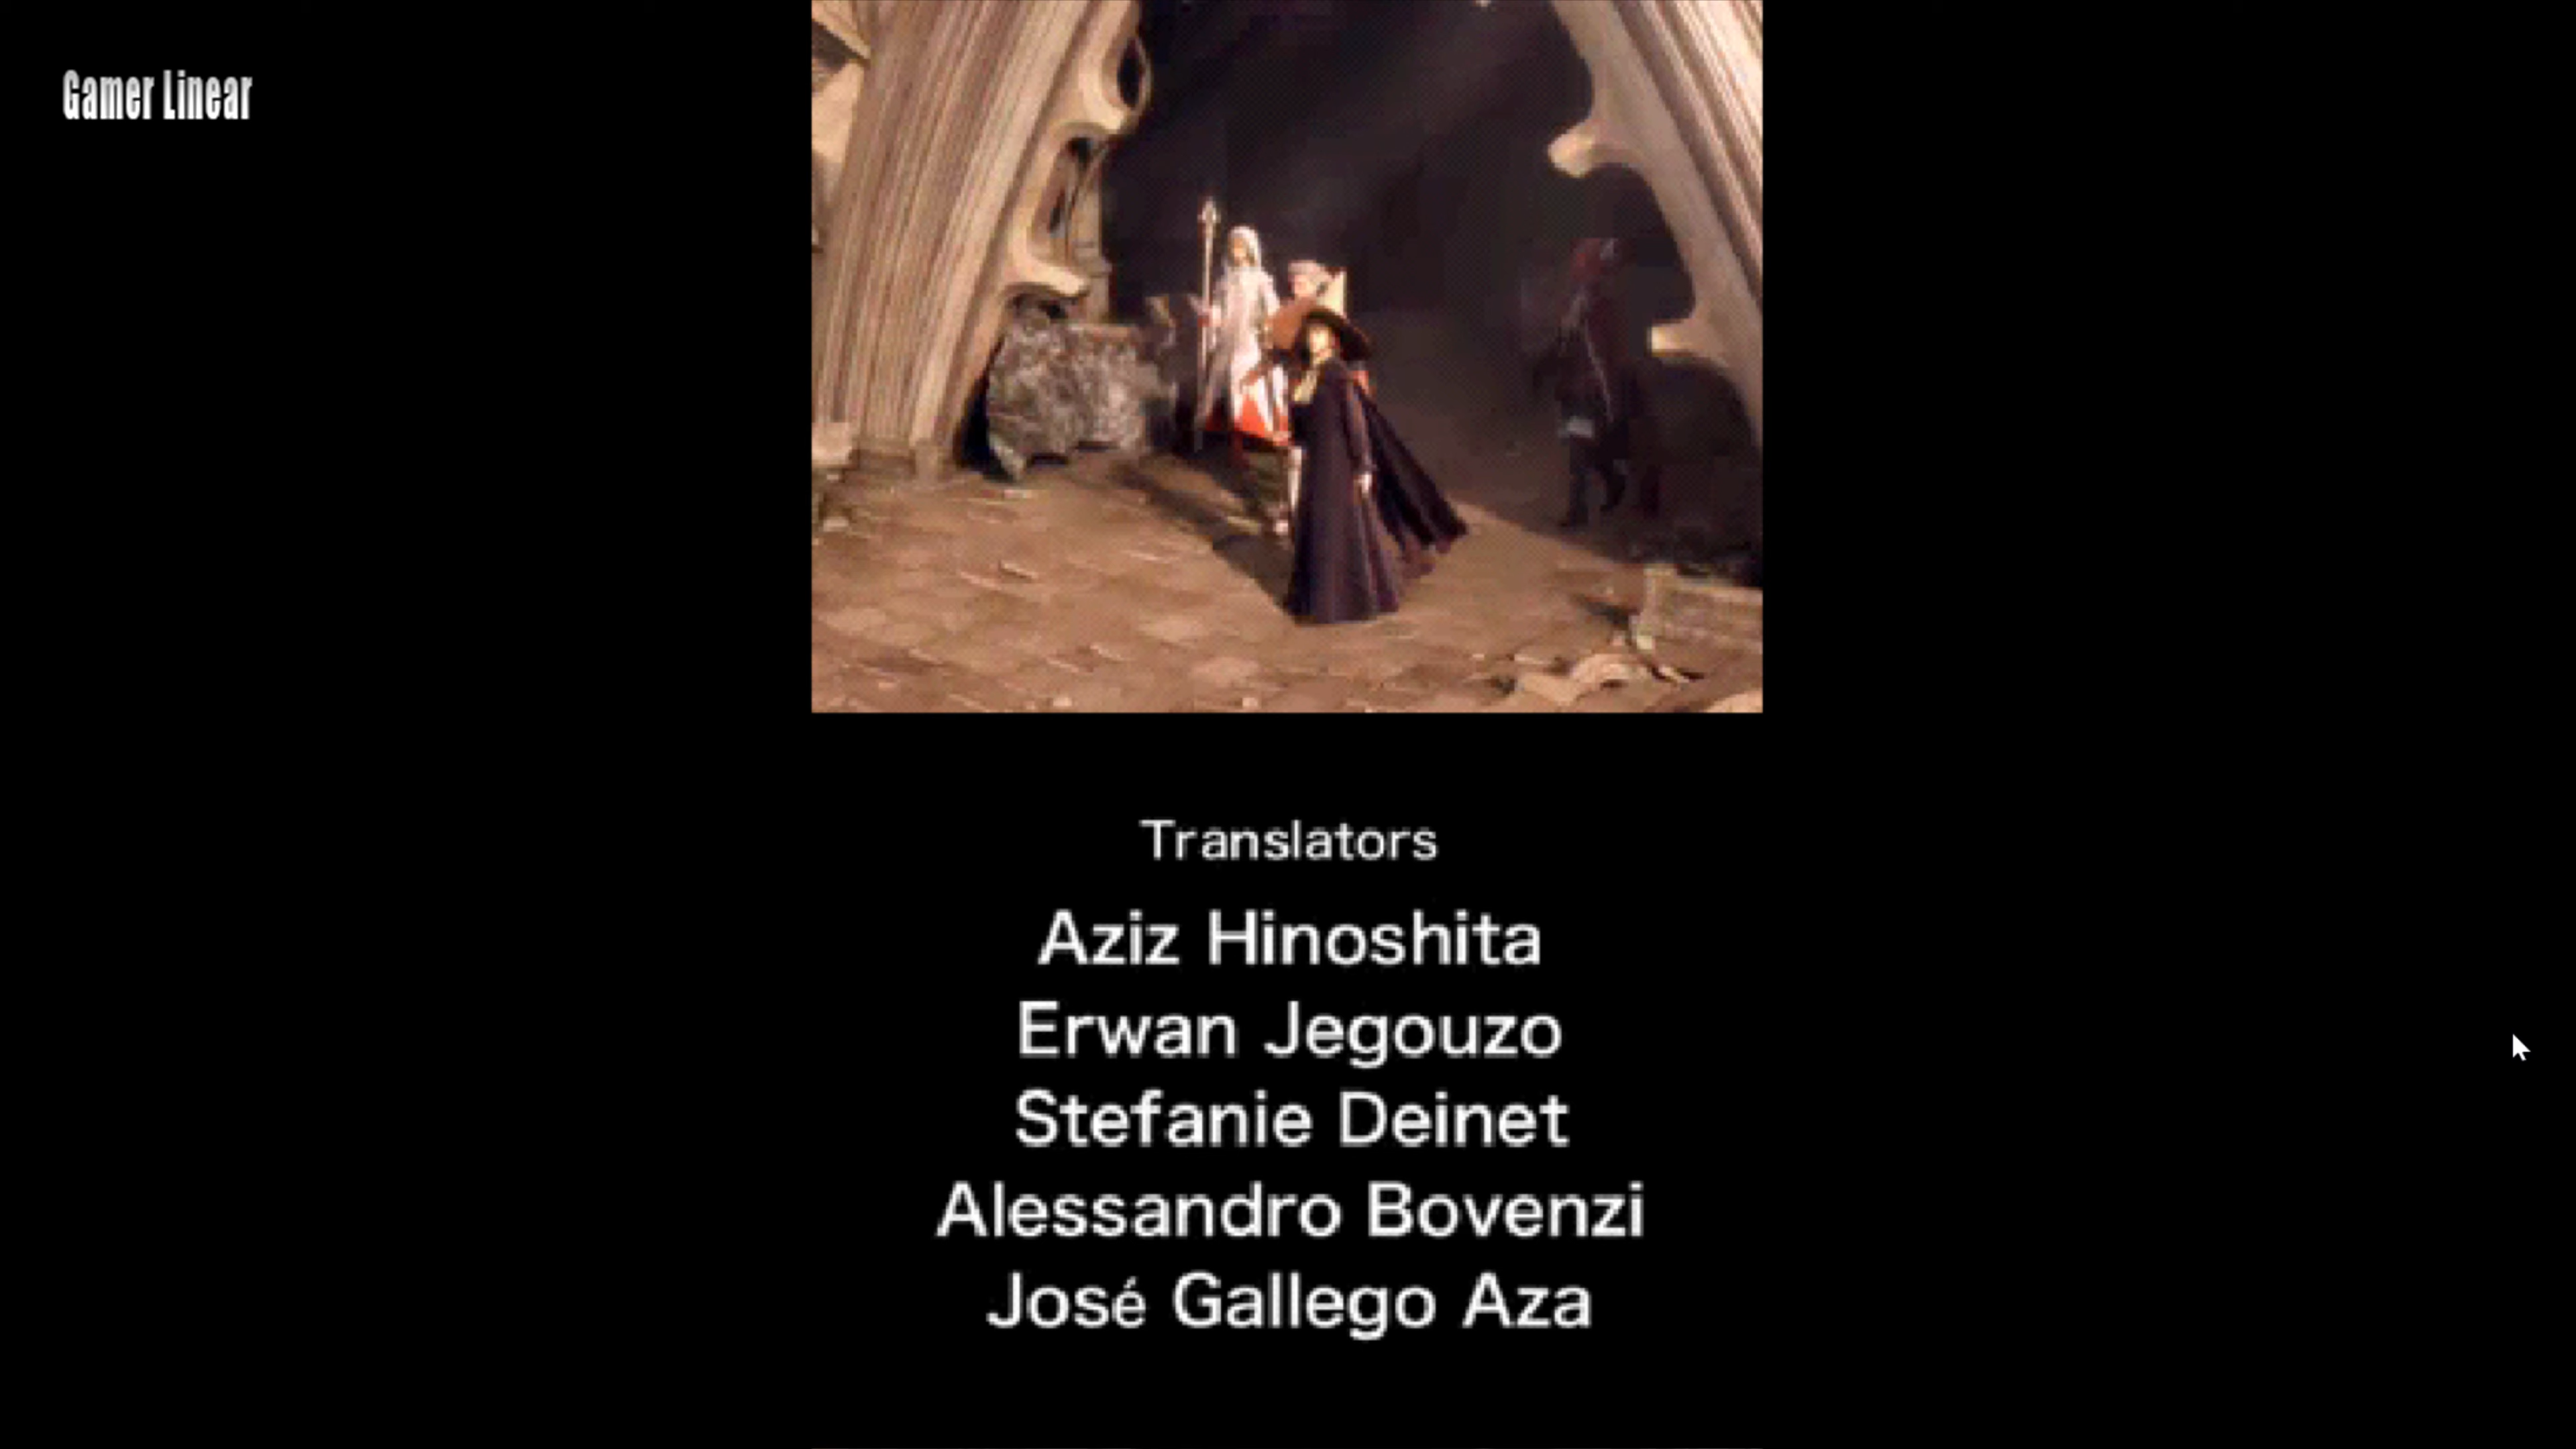 Gamer Linear
Translators
Aziz Hinoshita
Erwan Jegouzo
Stefanie Deinet
Alessandro Bovenzi
José Gallego Aza